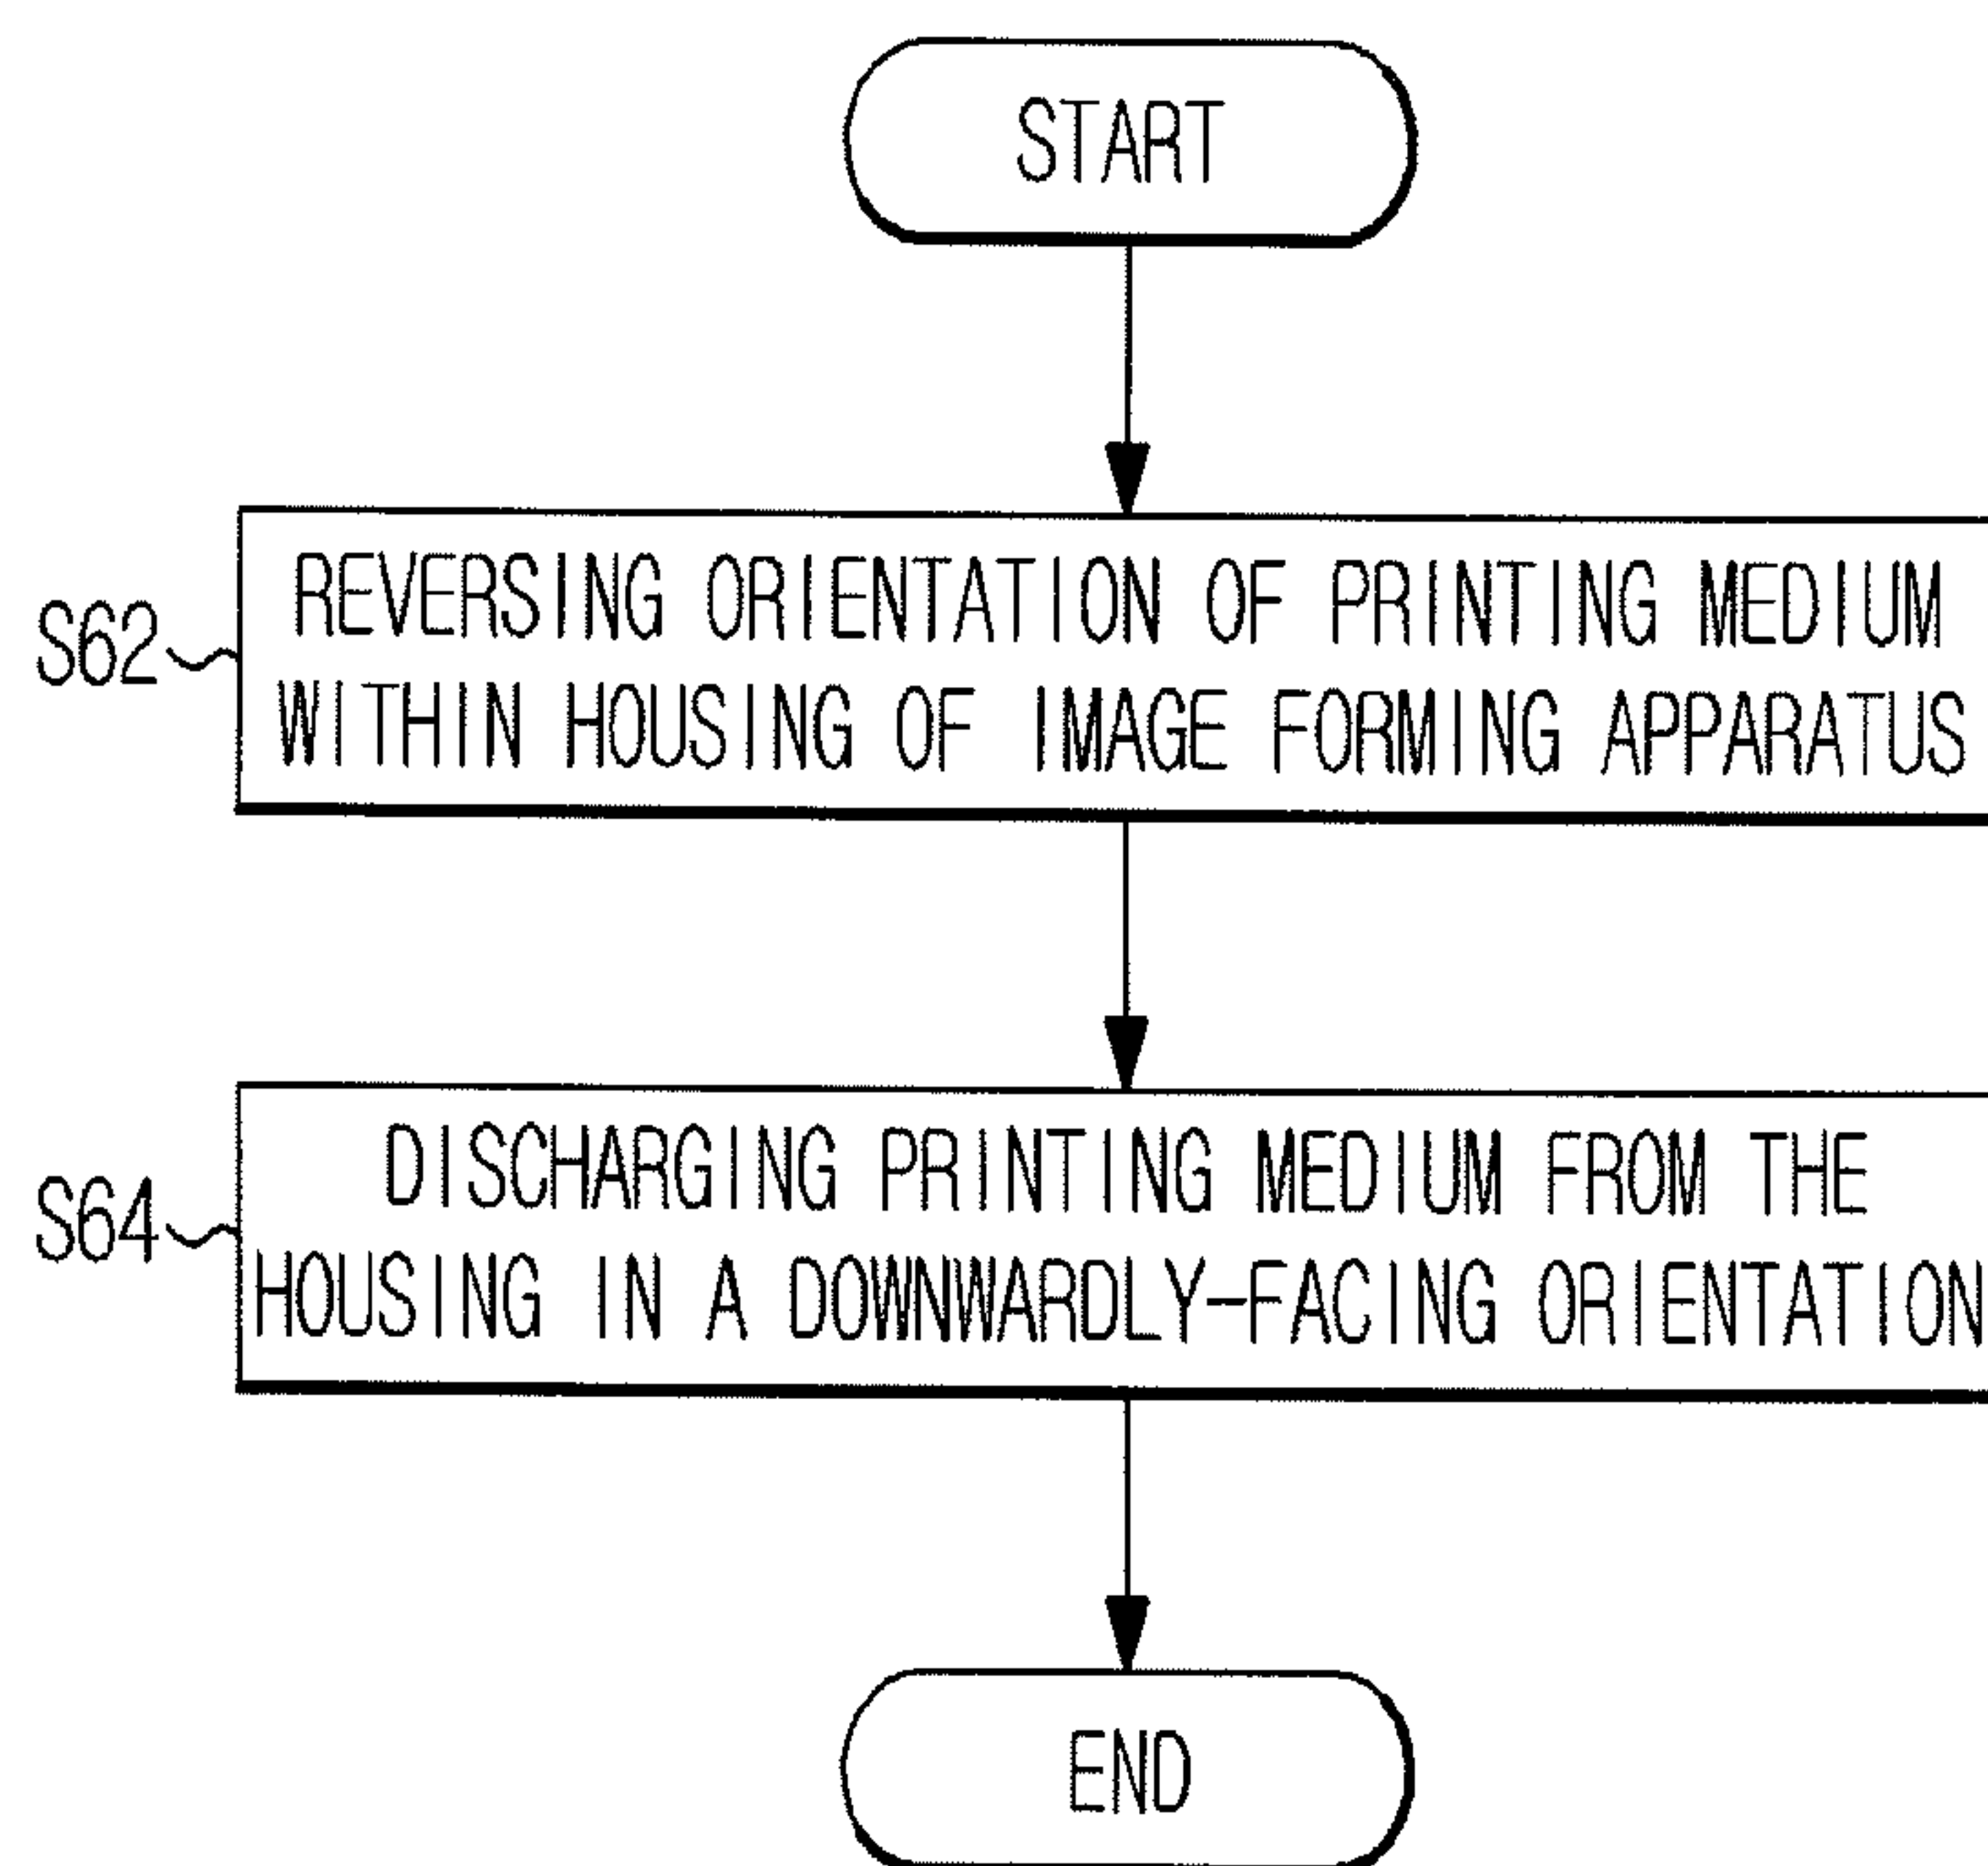 START
S62
REVERSING ORIENTATION OF PRINTING MEDIUM
WITHIN HOUSING OF IMAGE FORMING APPARATUS
S64
DISCHARGING PRINTING MEDIUM FROM THE
HOUSING IN A DOWNWARDLY-FACING ORIENTATION
END